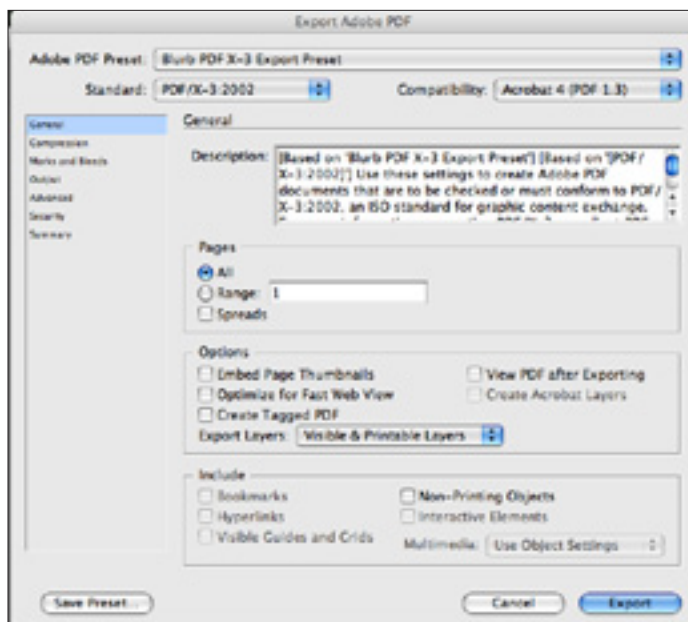 Export Adobe PDF
Adobe PDF Preset: Blurb PDF X-3 Export Preset
Standard: PDF/X-3:2002 Compatibility: Acrobat 4 (PDF 1.3)
General
Compression
Marks and Bleeds
Output
Advanced
Security
Summary
General
Description: [Based on 'Blurb PDF X-3 Export Preset'] [Based on '[PDF/
X-3:2002]'] Use these settings to create Adobe PDF
documents that are to be checked or must conform to PDF/
X-3:2002, an ISO standard for graphic content exchange.
Pages
All
Range: 1
Spreads
Options
Embed Page Thumbnails View PDF after Exporting
Optimize for Fast Web View Create Acrobat Layers
Create Tagged PDF
Export Layers: Visible & Printable Layers
Include
Bookmarks Non-Printing Objects
Hyperlinks Interactive Elements
Visible Guides and Grids Multimedia: Use Object Settings
Save Preset... Cancel Export